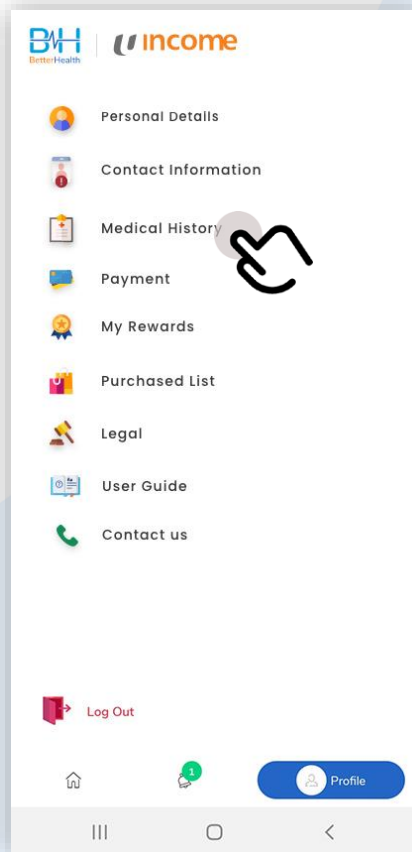 BH income
BetterHealth
Personal Details
Contact Information
Medical History
Payment
My Rewards
Purchased List
Legal
User Guide
Contact us
Log Out
1
Profile